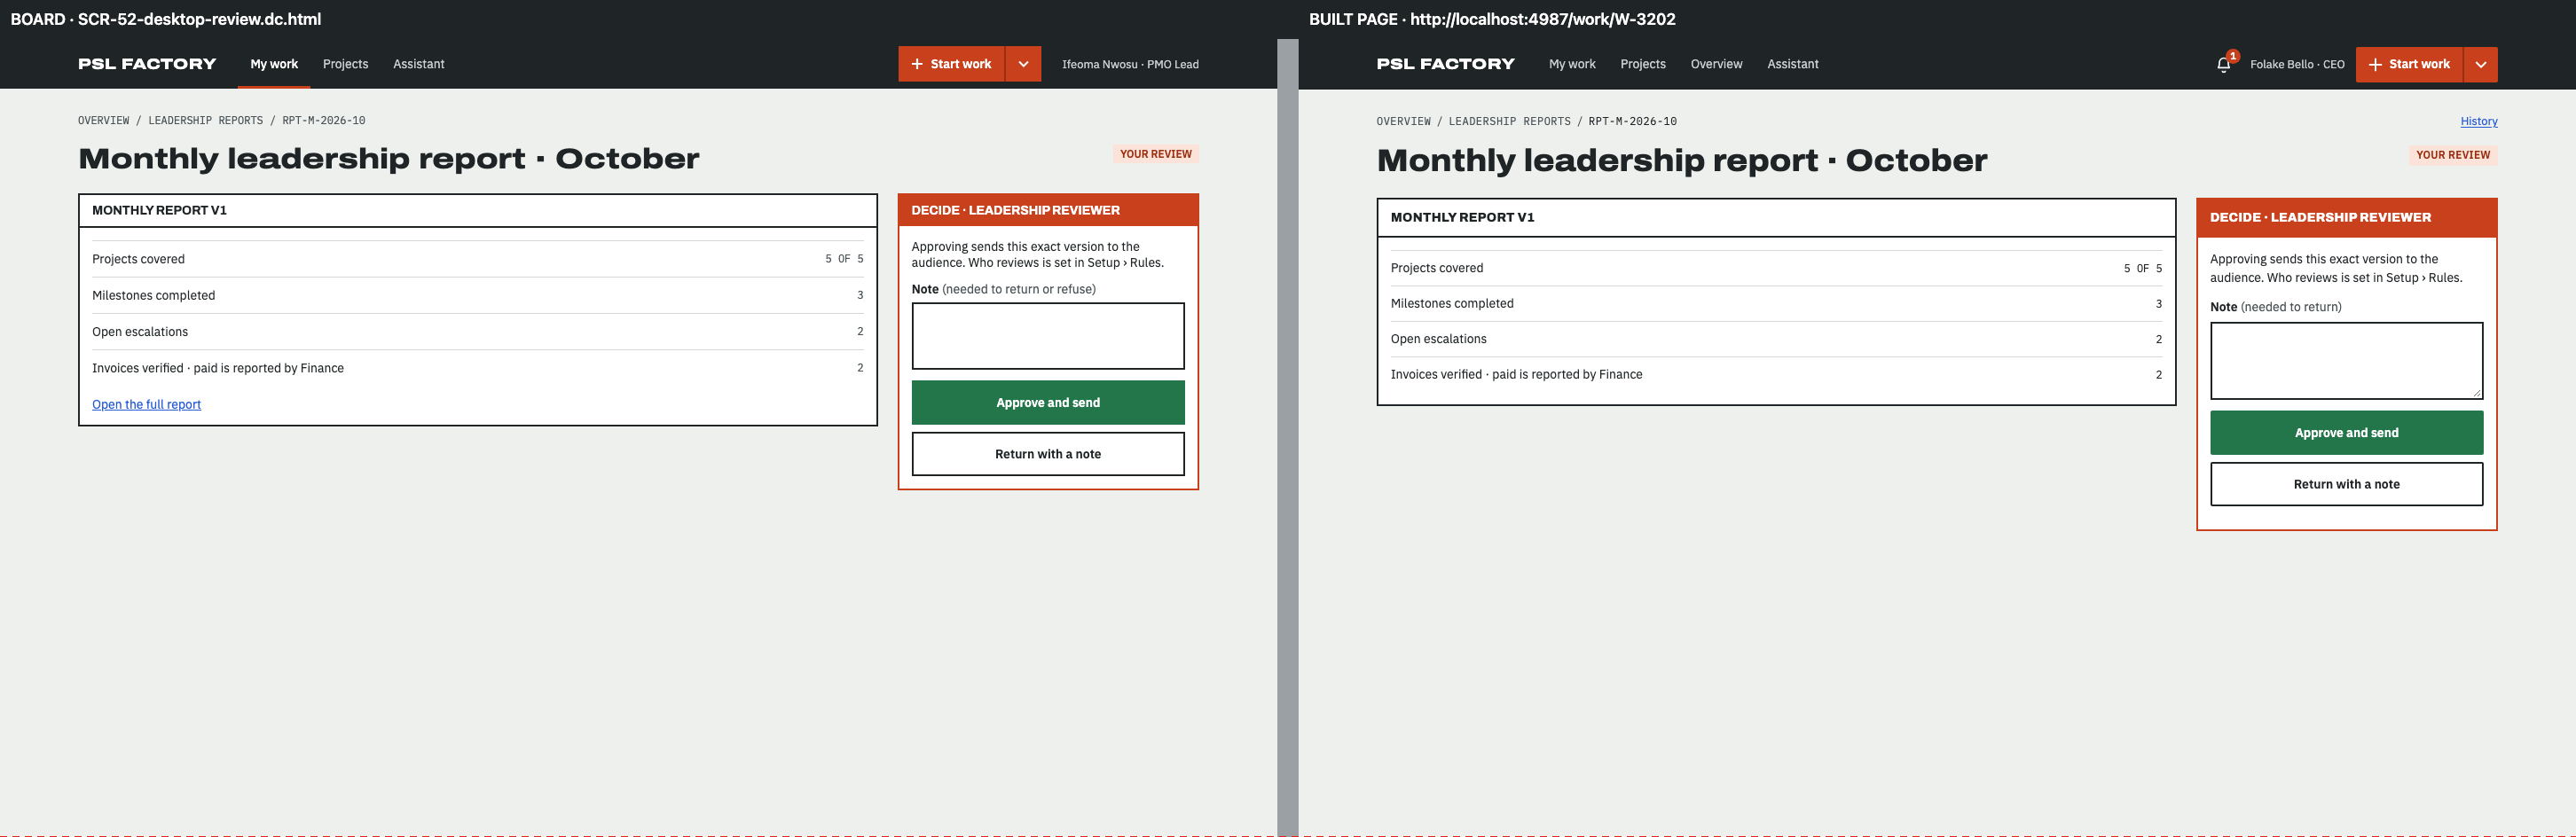 BOARD · SCR-52-desktop-review.dc.html
PSL FACTORY My work Projects Assistant + Start work Ifeoma Nwosu · PMO Lead
OVERVIEW / LEADERSHIP REPORTS / RPT-M-2026-10
Monthly leadership report · October
YOUR REVIEW
MONTHLY REPORT V1
Projects covered 5 OF 5
Milestones completed 3
Open escalations 2
Invoices verified · paid is reported by Finance 2
Open the full report
DECIDE · LEADERSHIP REVIEWER
Approving sends this exact version to the
audience. Who reviews is set in Setup › Rules.
Note (needed to return or refuse)
Approve and send
Return with a note
BUILT PAGE · http://localhost:4987/work/W-3202
PSL FACTORY My work Projects Overview Assistant 1 Folake Bello · CEO + Start work
OVERVIEW / LEADERSHIP REPORTS / RPT-M-2026-10
History
Monthly leadership report · October
YOUR REVIEW
MONTHLY REPORT V1
Projects covered 5 OF 5
Milestones completed 3
Open escalations 2
Invoices verified · paid is reported by Finance 2
DECIDE · LEADERSHIP REVIEWER
Approving sends this exact version to the
audience. Who reviews is set in Setup › Rules.
Note (needed to return)
Approve and send
Return with a note